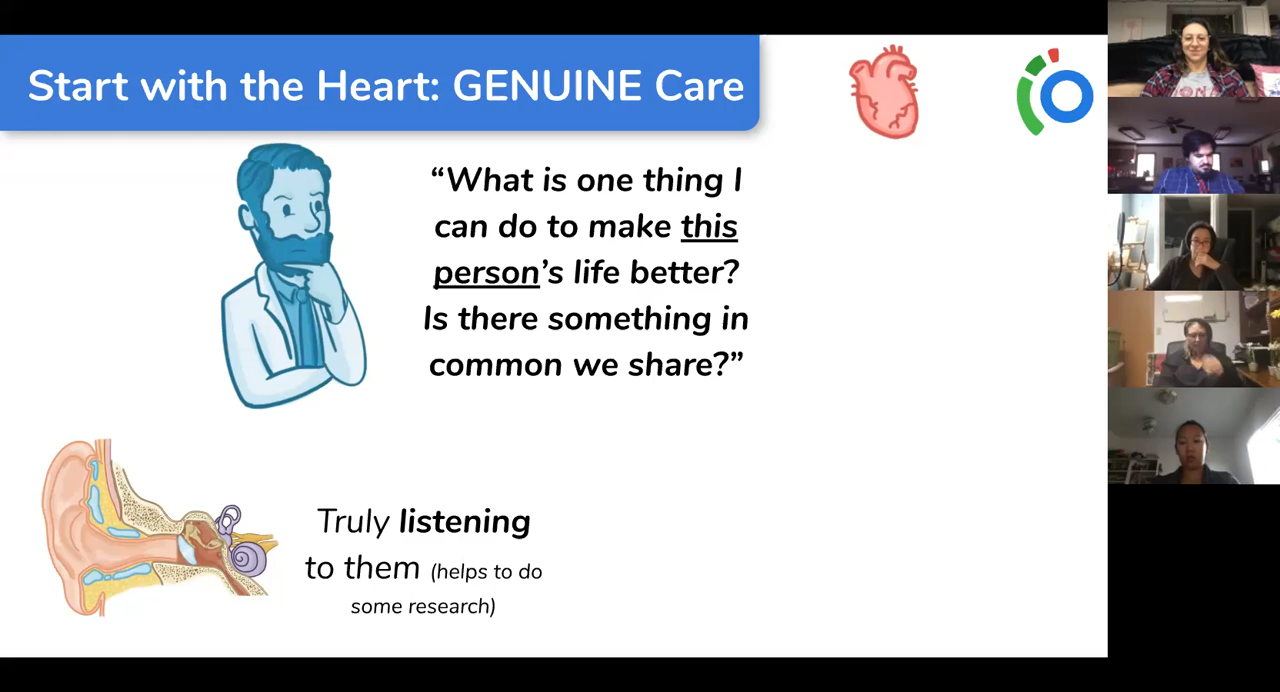 Start with the Heart: GENUINE Care
“What is one thing I
can do to make this
person’s life better?
Is there something in
common we share?”
Truly listening
to them (helps to do
some research)